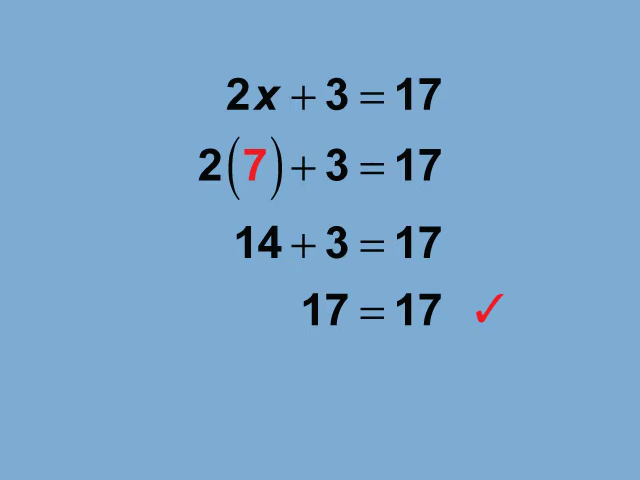 2x + 3 = 17
2(7) + 3 = 17
14 + 3 = 17
17 = 17 ✓